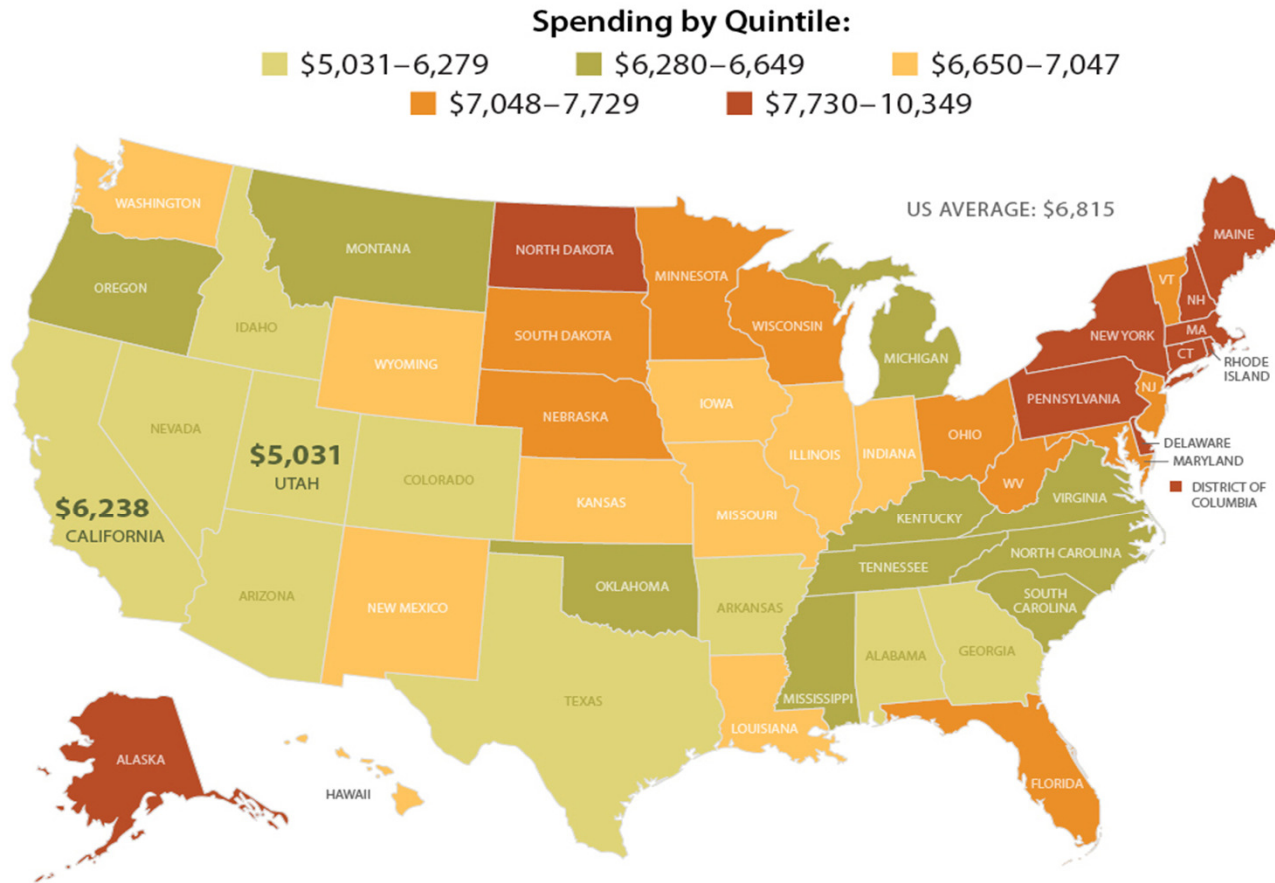 Spending by Quintile:
$5,031–6,279 $6,280–6,649 $6,650–7,047
$7,048–7,729 $7,730–10,349
US AVERAGE: $6,815
WASHINGTON
MONTANA
NORTH DAKOTA
MINNESOTA
MAINE
VT
NH
OREGON
IDAHO
WYOMING
SOUTH DAKOTA
WISCONSIN
MICHIGAN
NEW YORK
MA
CT
RHODE
ISLAND
NEBRASKA
IOWA
PENNSYLVANIA
NJ
NEVADA
$5,031
UTAH
COLORADO
KANSAS
MISSOURI
ILLINOIS
INDIANA
OHIO
WV
DELAWARE
MARYLAND
DISTRICT OF
COLUMBIA
VIRGINIA
$6,238
CALIFORNIA
KENTUCKY
NORTH CAROLINA
TENNESSEE
SOUTH
CAROLINA
ARIZONA
NEW MEXICO
OKLAHOMA
ARKANSAS
TEXAS
LOUISIANA
MISSISSIPPI
ALABAMA
GEORGIA
FLORIDA
ALASKA
HAWAII